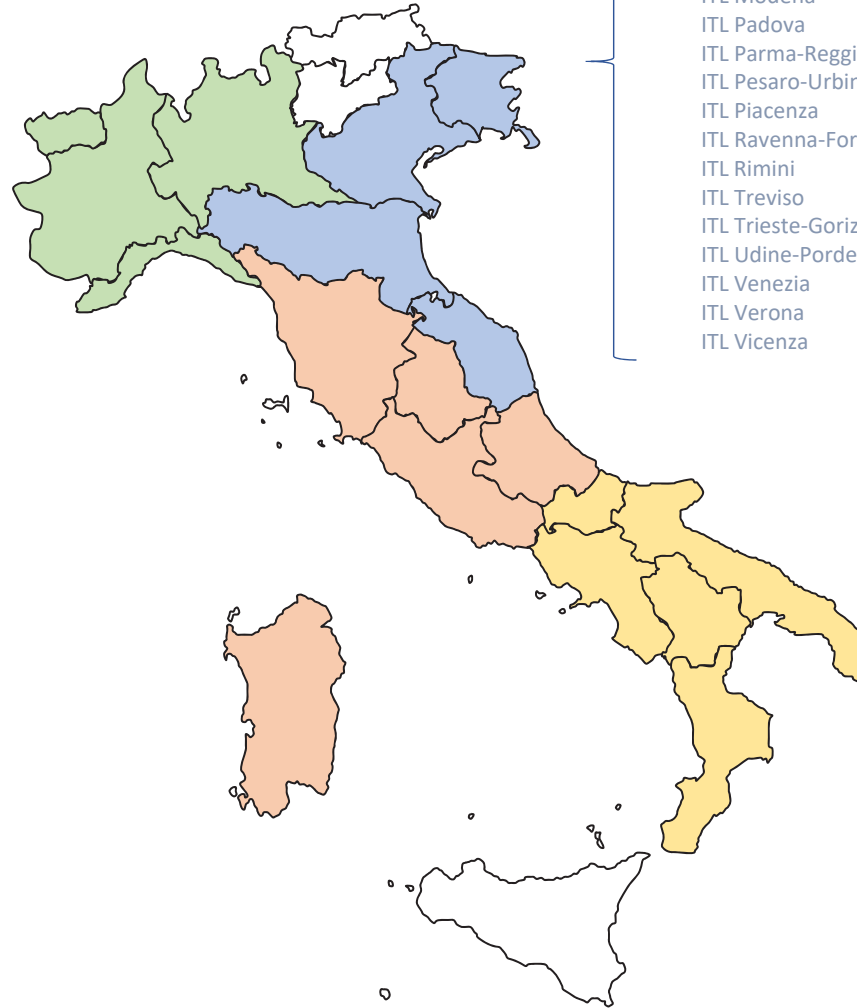 ITL Modena
ITL Padova
ITL Parma-Reggi
ITL Pesaro-Urbin
ITL Piacenza
ITL Ravenna-For
ITL Rimini
ITL Treviso
ITL Trieste-Goriz
ITL Udine-Porde
ITL Venezia
ITL Verona
ITL Vicenza